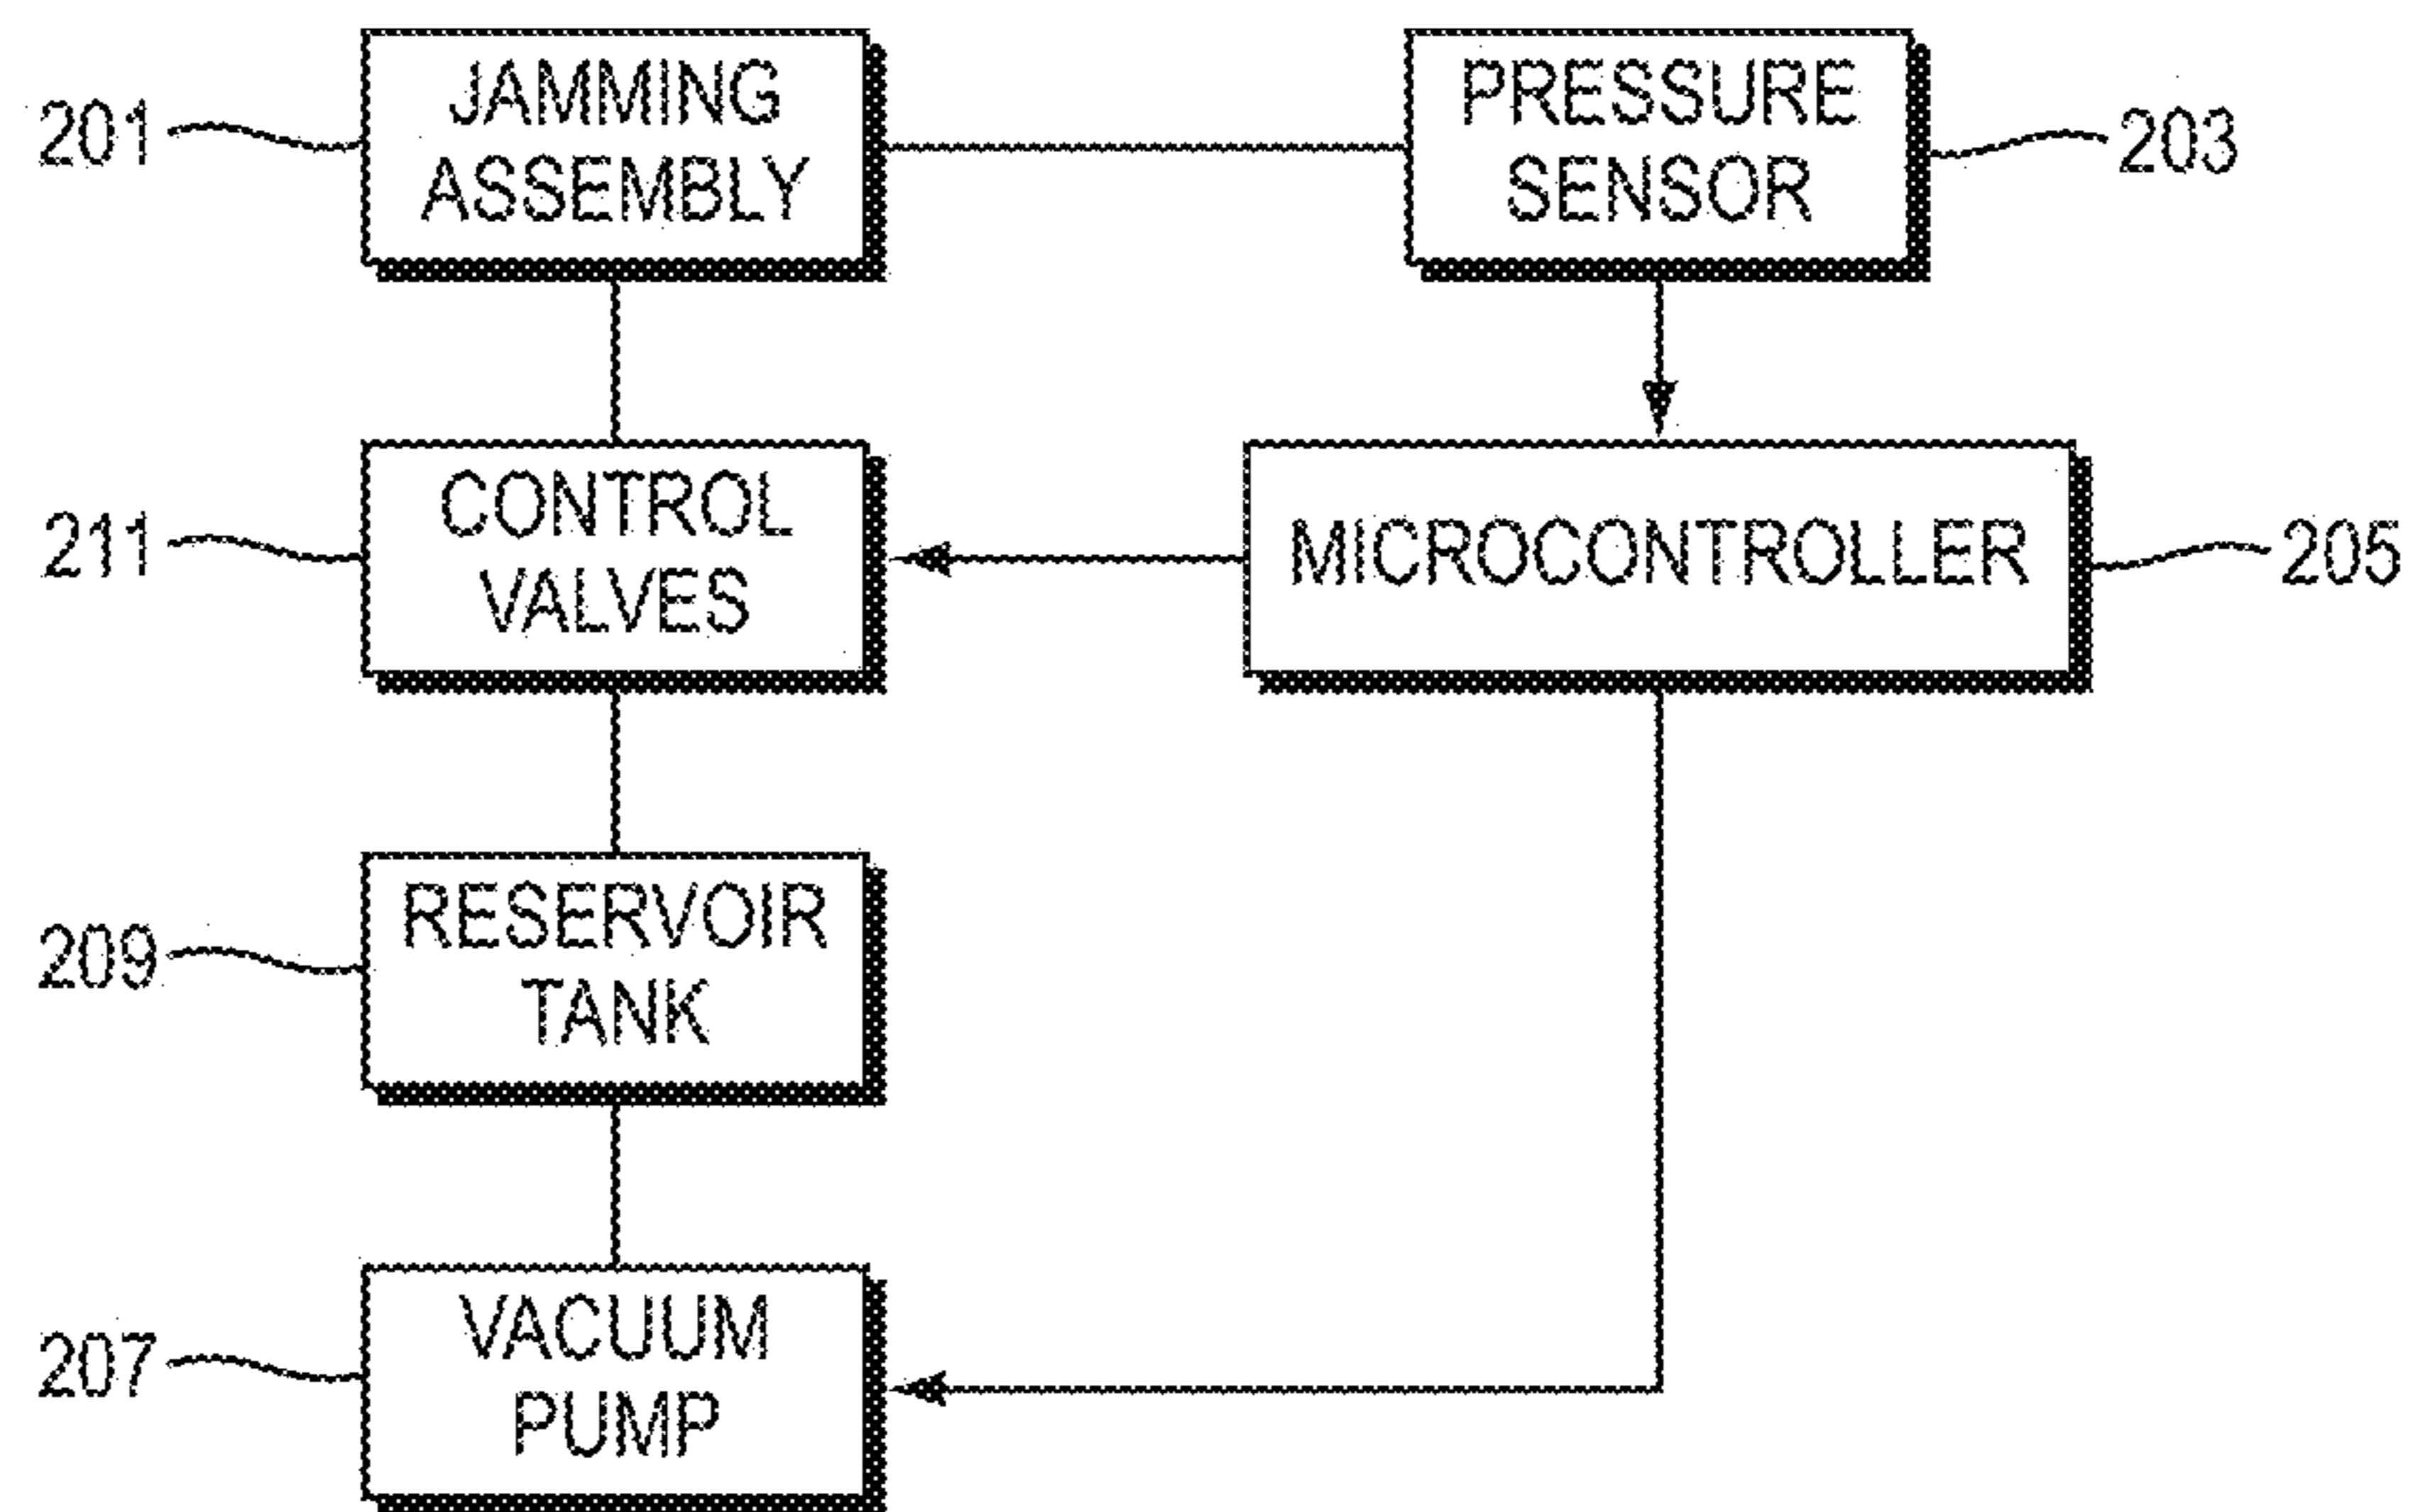 201
JAMMING
ASSEMBLY
PRESSURE
SENSOR
203
211
CONTROL
VALVES
MICROCONTROLLER
205
209
RESERVOIR
TANK
207
VACUUM
PUMP